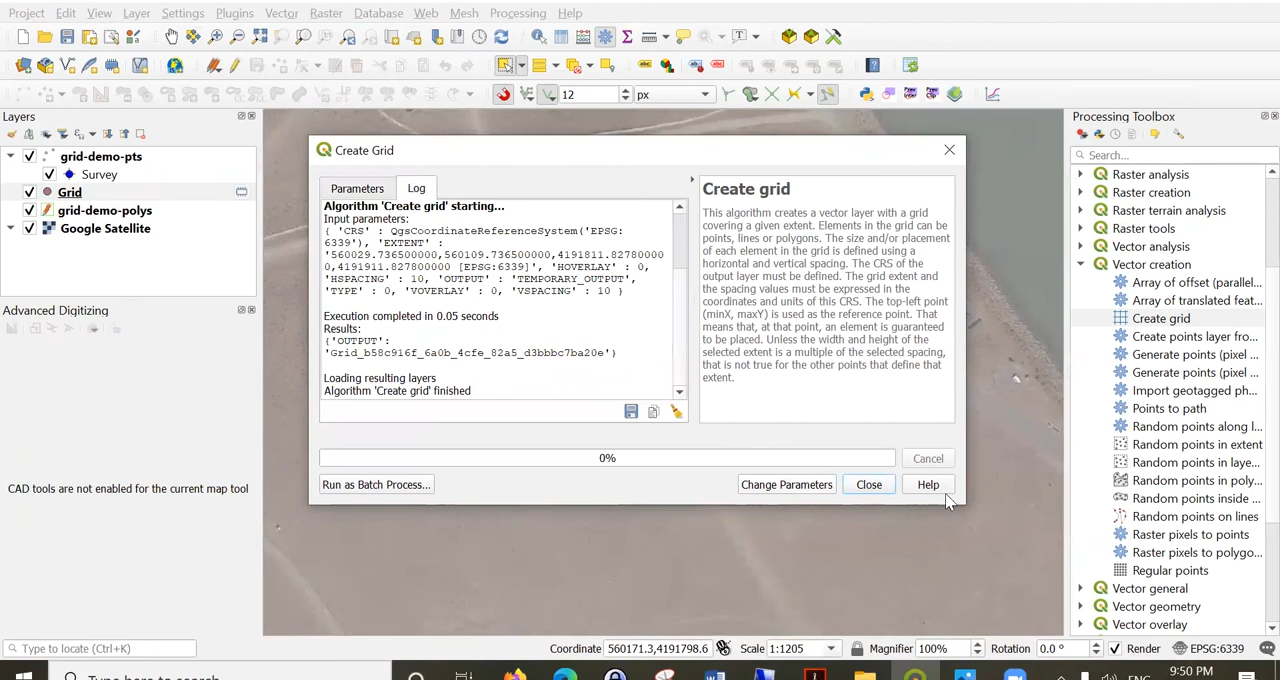 Project Edit View Layer Settings Plugins Vector Raster Database Web Mesh Processing Help
12 px
Layers
grid-demo-pts
Survey
Grid
grid-demo-polys
Google Satellite
Advanced Digitizing
CAD tools are not enabled for the current map tool
Create Grid
Parameters Log
Algorithm 'Create grid' starting...
Input parameters:
{ 'CRS' : QgsCoordinateReferenceSystem('EPSG:
6339'), 'EXTENT' :
'560029.736500000,560109.736500000,4191811.82780000
0,4191911.827800000 [EPSG:6339]', 'HOVERLAY' : 0,
'HSPACING' : 10, 'OUTPUT' : 'TEMPORARY_OUTPUT',
'TYPE' : 0, 'VOVERLAY' : 0, 'VSPACING' : 10 }
Execution completed in 0.05 seconds
Results:
{'OUTPUT':
'Grid_b58c916f_6a0b_4cfe_82a5_d3bbbc7ba20e'}
Loading resulting layers
Algorithm 'Create grid' finished
Create grid
This algorithm creates a vector layer with a grid
covering a given extent. Elements in the grid can be
points, lines or polygons. The size and/or placement
of each element in the grid is defined using a
horizontal and vertical spacing. The CRS of the
output layer must be defined. The grid extent and
the spacing values must be expressed in the
coordinates and units of this CRS. The top-left point
(minX, maxY) is used as the reference point. That
means that, at that point, an element is guaranteed
to be placed. Unless the width and height of the
selected extent is a multiple of the selected spacing,
that is not true for the other points that define that
extent.
0%
Cancel
Run as Batch Process...
Change Parameters
Close
Help
Processing Toolbox
Search...
Raster analysis
Raster creation
Raster terrain analysis
Raster tools
Vector analysis
Vector creation
Array of offset (parallel...
Array of translated feat...
Create grid
Create points layer fro...
Generate points (pixel ...
Generate points (pixel ...
Import geotagged ph...
Points to path
Random points along l...
Random points in extent
Random points in laye...
Random points in poly...
Random points inside ...
Random points on lines
Raster pixels to points
Raster pixels to polygo...
Regular points
Vector general
Vector geometry
Vector overlay
Type to locate (Ctrl+K)
Coordinate 560171.3,4191798.6 Scale 1:1205 Magnifier 100% Rotation 0.0 ° Render EPSG:6339
Type here to search
ENG
9:50 PM